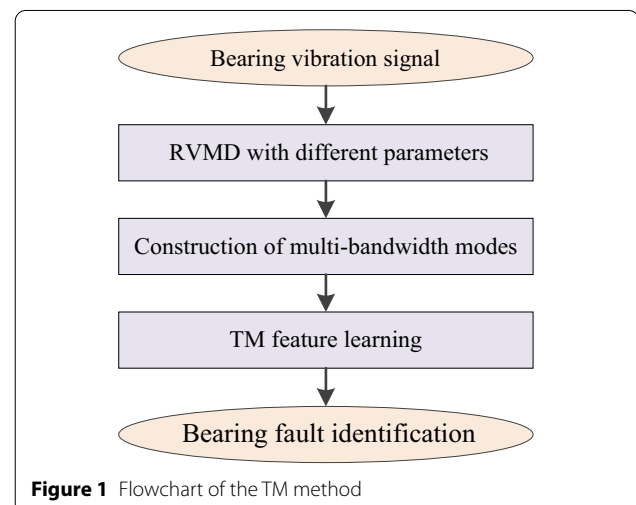 Bearing vibration signal
RVMD with different parameters
Construction of multi-bandwidth modes
TM feature learning
Bearing fault identification
Figure 1 Flowchart of the TM method